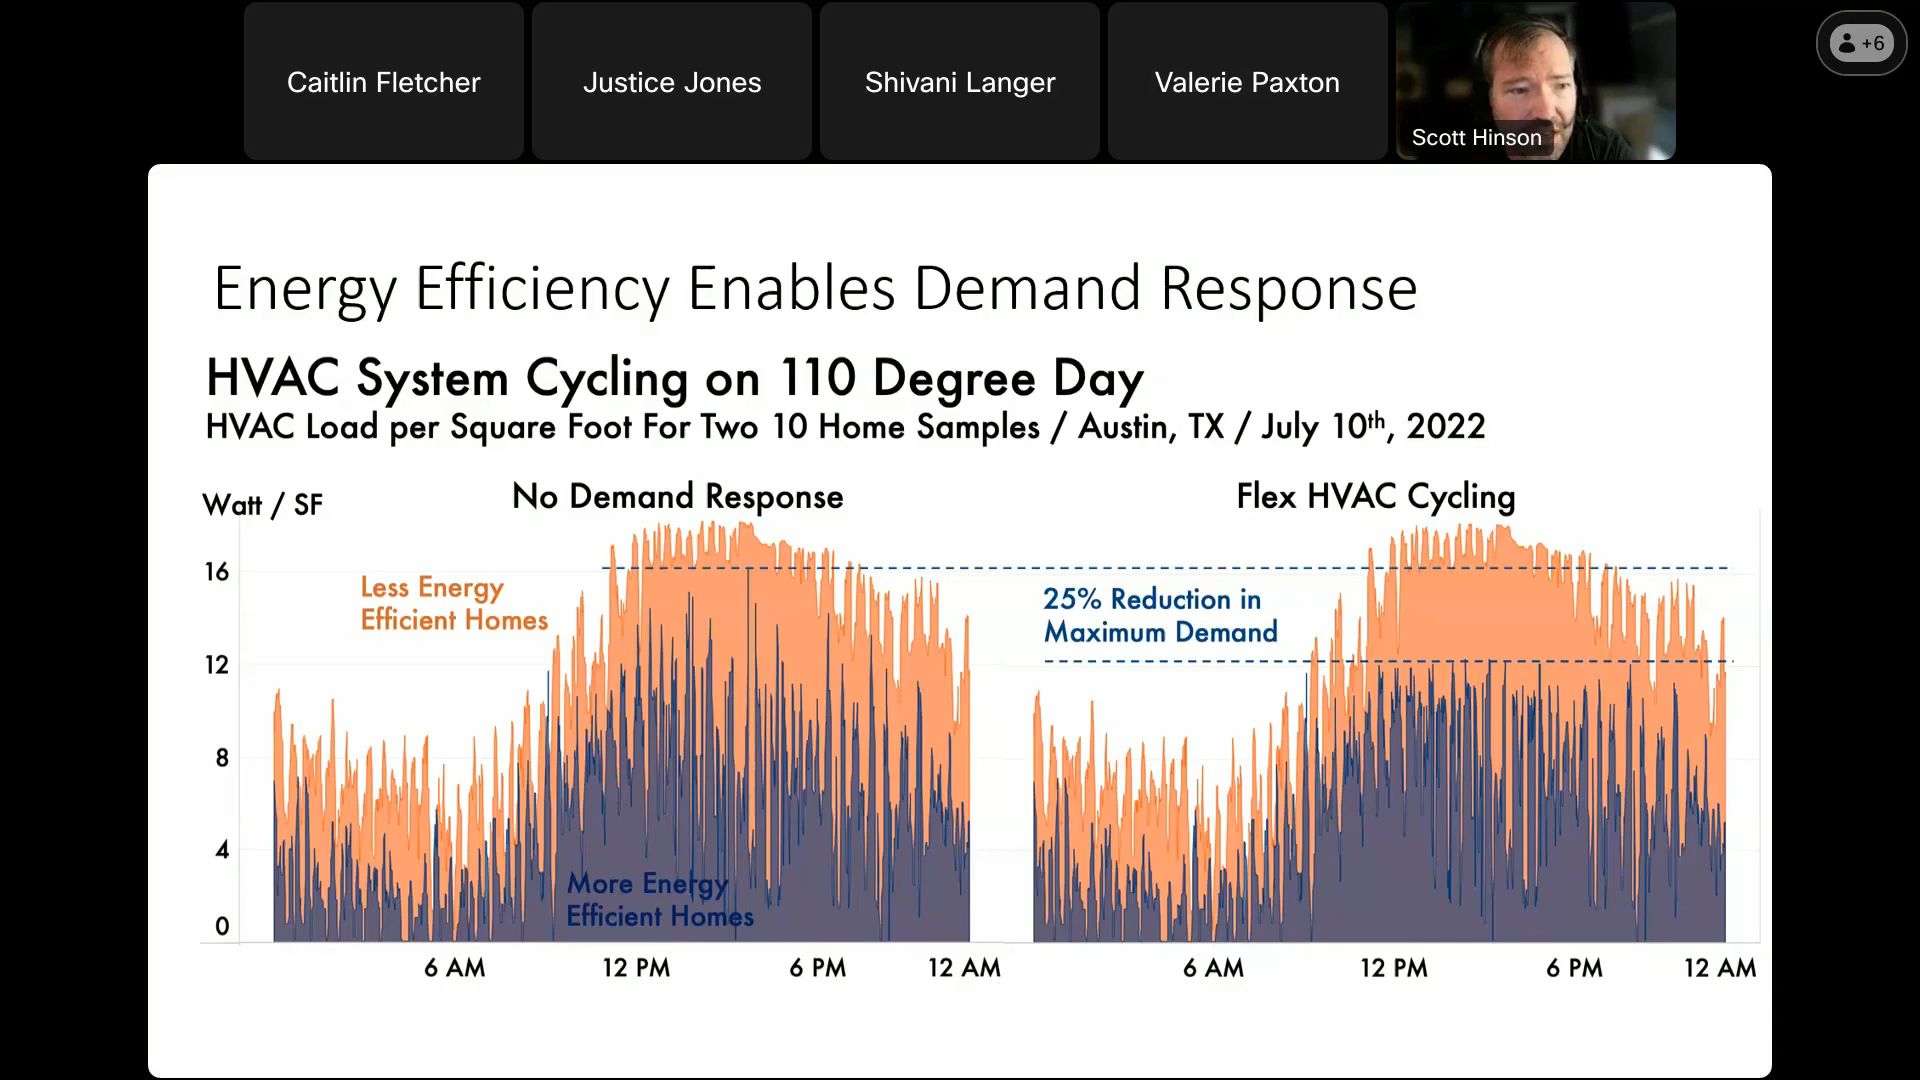 Caitlin Fletcher
Justice Jones
Shivani Langer
Valerie Paxton
Scott Hinson
+6
Energy Efficiency Enables Demand Response
HVAC System Cycling on 110 Degree Day
HVAC Load per Square Foot For Two 10 Home Samples / Austin, TX / July 10th, 2022
Watt / SF
No Demand Response
Flex HVAC Cycling
16
12
8
4
0
Less Energy
Efficient Homes
25% Reduction in
Maximum Demand
More Energy
Efficient Homes
6 AM
12 PM
6 PM
12 AM
6 AM
12 PM
6 PM
12 AM